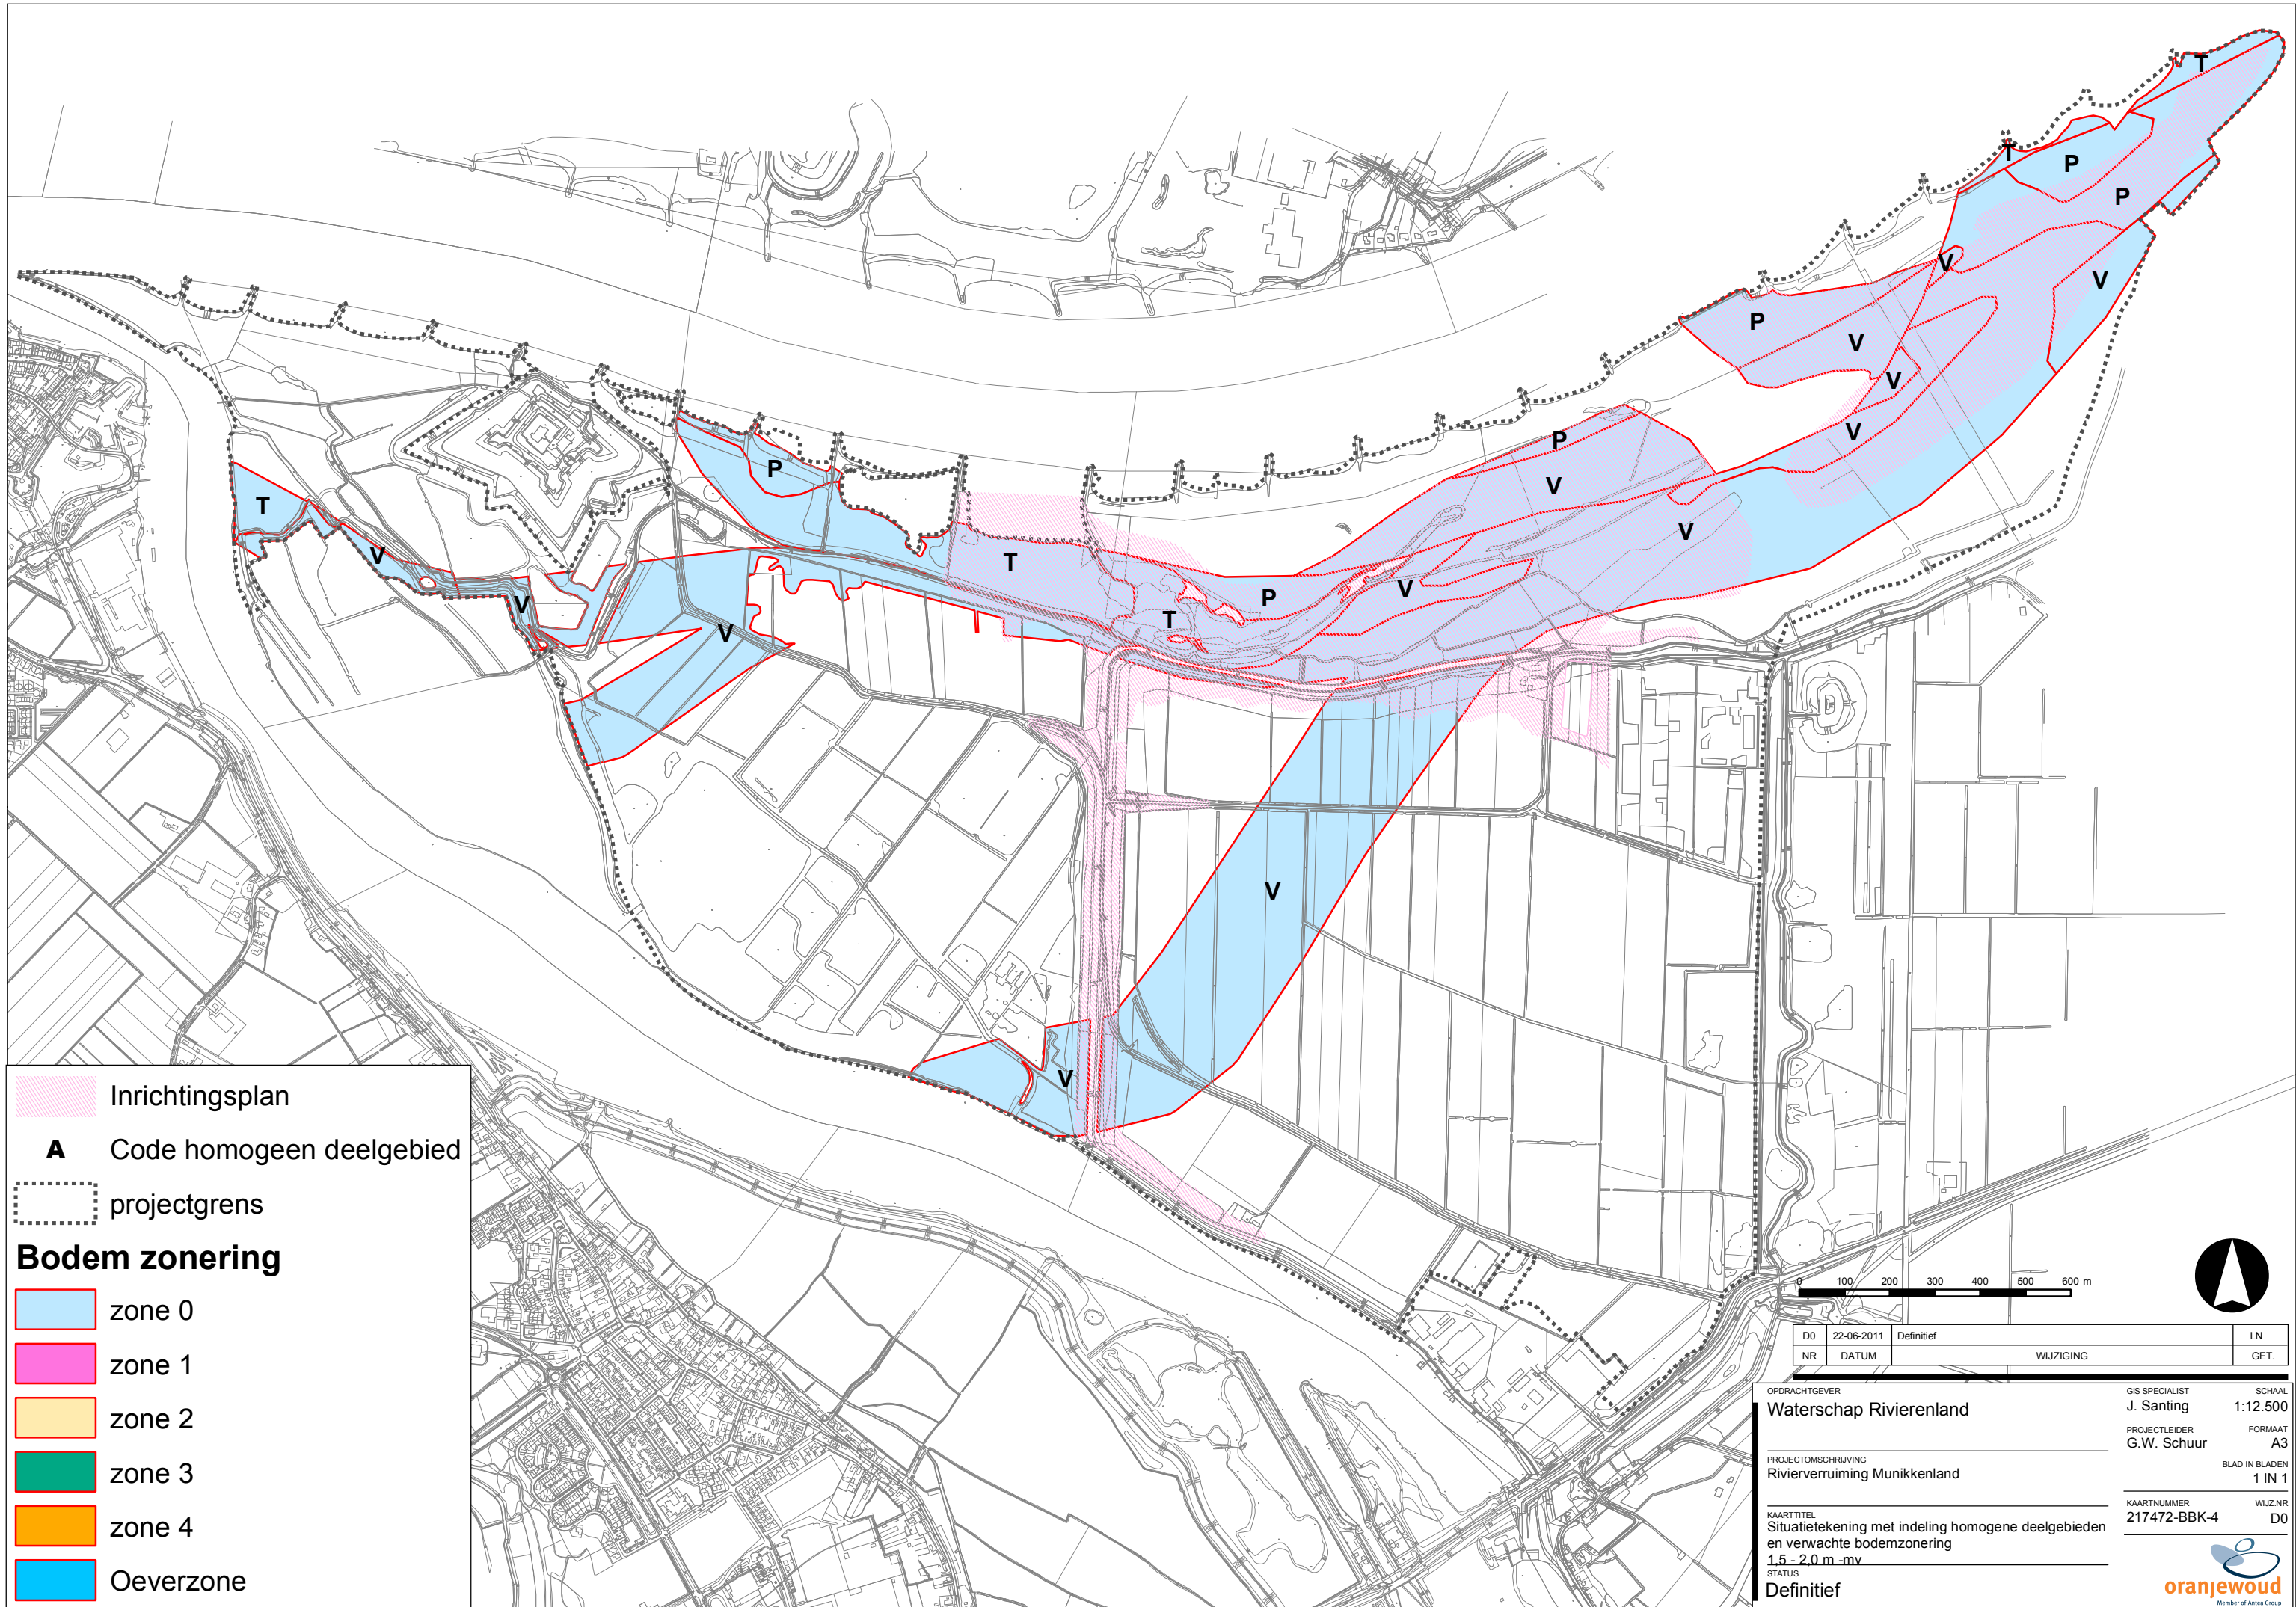 T
T
P
P
V
V
P
V
V
V
P
V
V
P
T
V
T
V
V
P
T
V
V
V
V
Inrichtingsplan
A Code homogeen deelgebied
projectgrens
Bodem zonering
zone 0
zone 1
zone 2
zone 3
zone 4
Oeverzone
0 100 200 300 400 500 600 m
D0 22-06-2011 Definitief LN
NR DATUM WIJZIGING GET.
OPDRACHTGEVER
Waterschap Rivierenland
GIS SPECIALIST SCHAAL
J. Santing 1:12.500
PROJECTLEIDER FORMAAT
G.W. Schuur A3
PROJECTOMSCHRIJVING
Rivierverruiming Munikkenland
BLAD IN BLADEN
1 IN 1
KAARTTITEL
Situatietekening met indeling homogene deelgebieden
en verwachte bodemzonering
1,5 - 2,0 m -mv
KAARTNUMMER WIJZ.NR
217472-BBK-4 D0
STATUS
Definitief
oranjewoud
Member of Antea Group